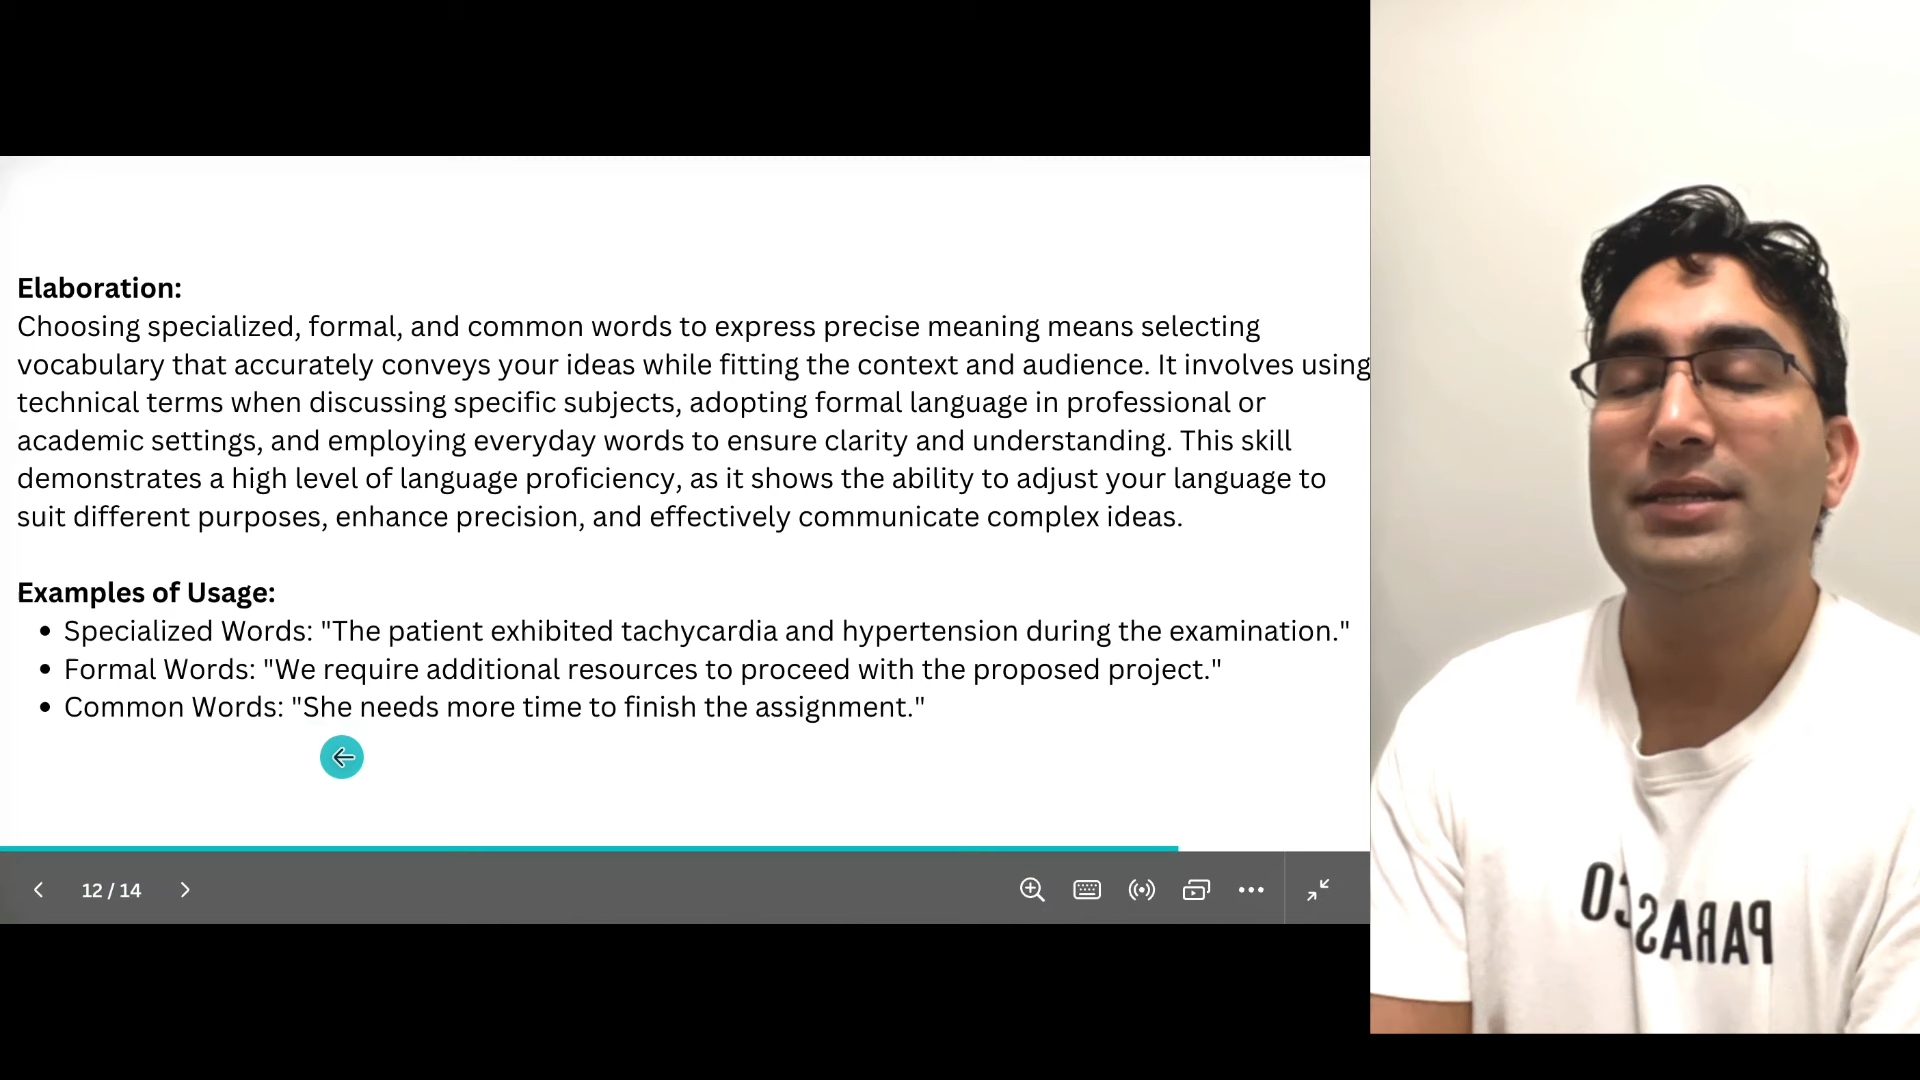 Elaboration:
Choosing specialized, formal, and common words to express precise meaning means selecting
vocabulary that accurately conveys your ideas while fitting the context and audience. It involves using
technical terms when discussing specific subjects, adopting formal language in professional or
academic settings, and employing everyday words to ensure clarity and understanding. This skill
demonstrates a high level of language proficiency, as it shows the ability to adjust your language to
suit different purposes, enhance precision, and effectively communicate complex ideas.
Examples of Usage:
• Specialized Words: "The patient exhibited tachycardia and hypertension during the examination."
• Formal Words: "We require additional resources to proceed with the proposed project."
• Common Words: "She needs more time to finish the assignment."
12 / 14